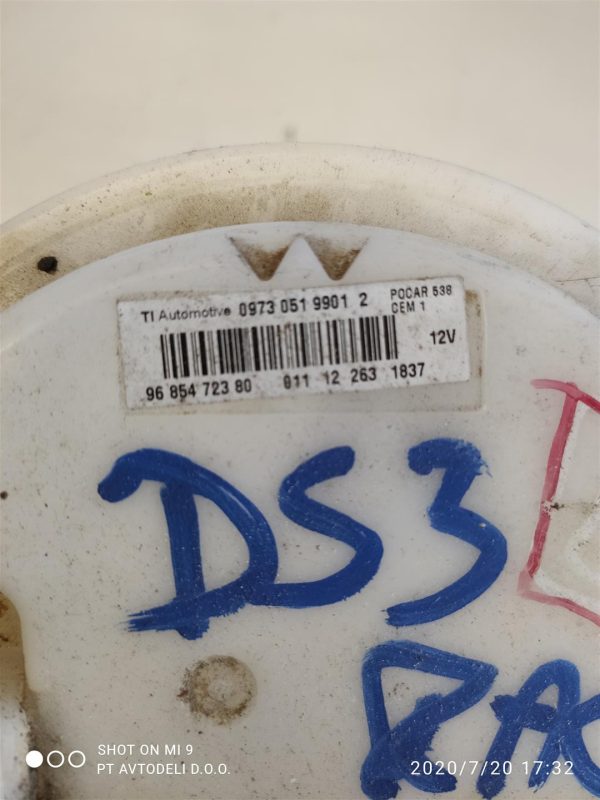 TI Automotive 0973 051 9901 2
POCAR 538
CEM 1
12V
96 854 723 80 011 12 263 1837
DS3
SHOT ON MI 9
PT AVTODELI D.O.O.
2020/7/20 17:32